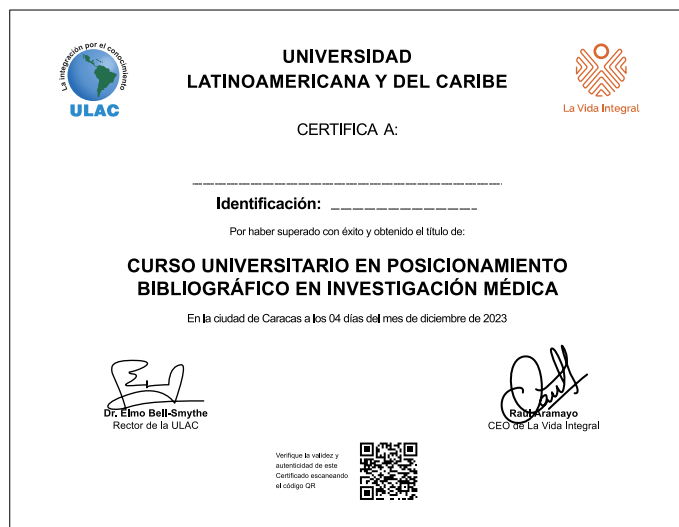 La integración por el conocimiento
ULAC
UNIVERSIDAD
LATINOAMERICANA Y DEL CARIBE
La Vida Integral
CERTIFICA A:
Identificación:
Por haber superado con éxito y obtenido el título de:
CURSO UNIVERSITARIO EN POSICIONAMIENTO
BIBLIOGRÁFICO EN INVESTIGACIÓN MÉDICA
En la ciudad de Caracas a los 04 días del mes de diciembre de 2023
Dr. Elmo Bell-Smythe
Rector de la ULAC
Raúl Aramayo
CEO de La Vida Integral
Verifique la validez y
autenticidad de este
Certificado escaneando
el código QR